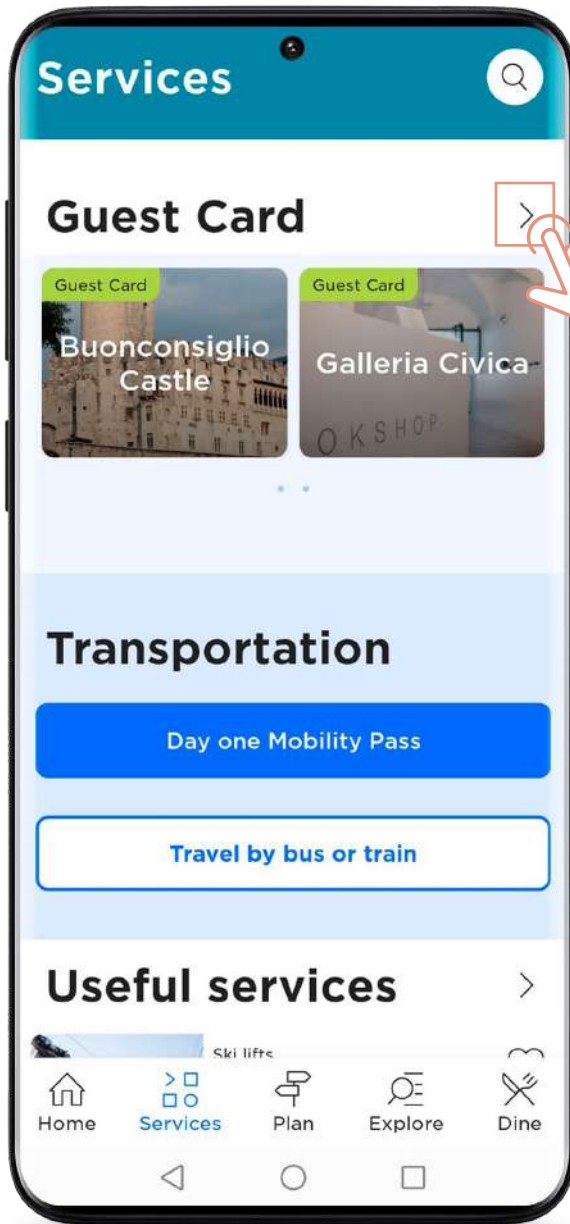 Services
Guest Card
Guest Card
Guest Card
Buonconsiglio
Castle
Galleria Civica
OKSHOP
Transportation
Day one Mobility Pass
Travel by bus or train
Useful services
Ski lifts
Home
Services
Plan
Explore
Dine